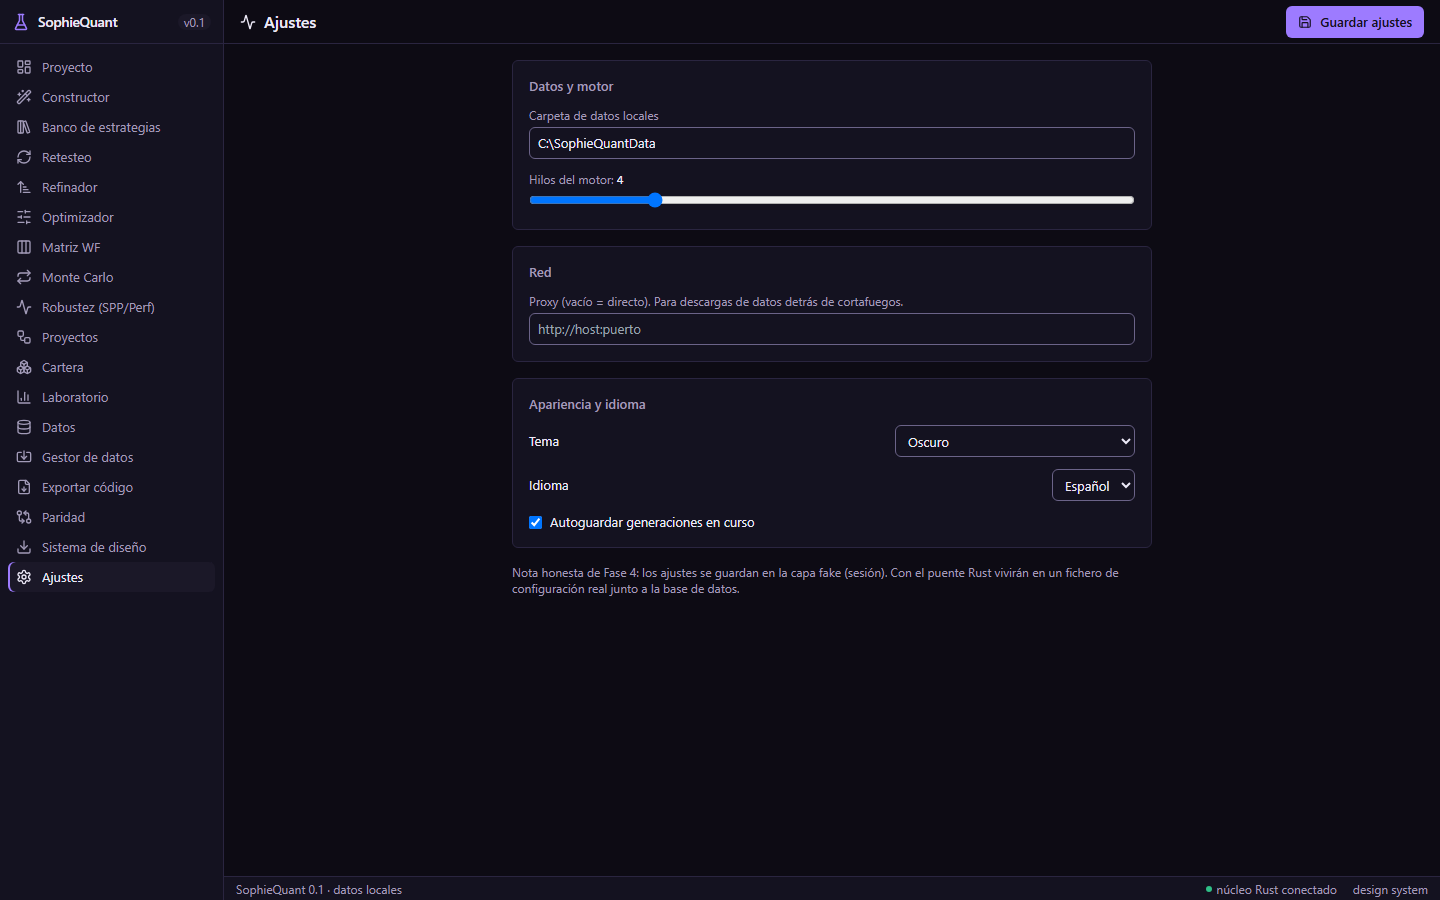 SophieQuant v0.1
Proyecto
Constructor
Banco de estrategias
Retesteo
Refinador
Optimizador
Matriz WF
Monte Carlo
Robustez (SPP/Perf)
Proyectos
Cartera
Laboratorio
Datos
Gestor de datos
Exportar código
Paridad
Sistema de diseño
Ajustes
Ajustes
Guardar ajustes
Datos y motor
Carpeta de datos locales
C:\SophieQuantData
Hilos del motor: 4
Red
Proxy (vacío = directo). Para descargas de datos detrás de cortafuegos.
http://host:puerto
Apariencia y idioma
Tema
Oscuro
Idioma
Español
Autoguardar generaciones en curso
Nota honesta de Fase 4: los ajustes se guardan en la capa fake (sesión). Con el puente Rust vivirán en un fichero de
configuración real junto a la base de datos.
SophieQuant 0.1 · datos locales
núcleo Rust conectado
design system